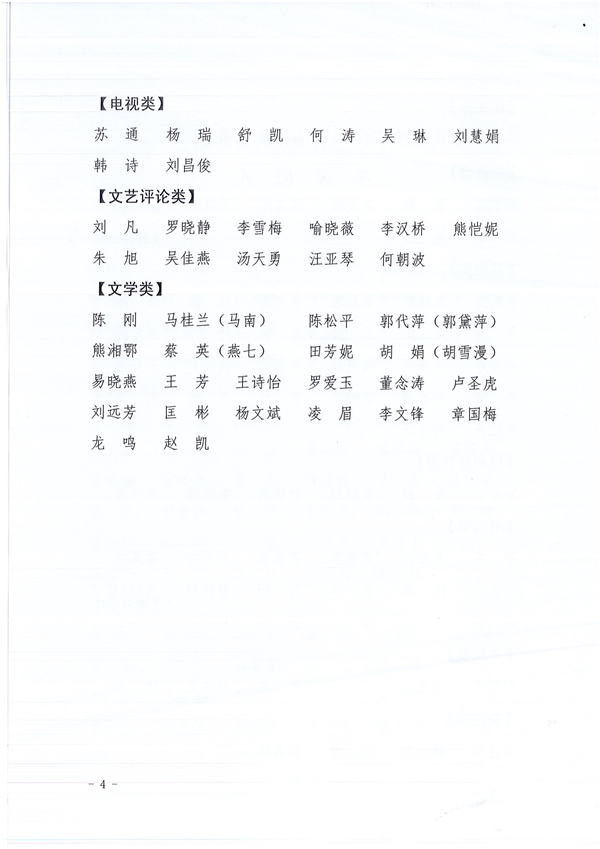 【电视类】
苏　通　杨　瑞　舒　凯　何　涛　吴　琳　刘慧娟
韩　诗　刘昌俊
【文艺评论类】
刘　凡　罗晓静　李雪梅　喻晓薇　李汉桥　熊恺妮
朱　旭　吴佳燕　汤天勇　汪亚琴　何朝波
【文学类】
陈　刚　马桂兰（马南）　陈松平　郭代萍（郭黛萍）
熊湘鄂　蔡　英（燕七）　田芳妮　胡　娟（胡雪漫）
易晓燕　王　芳　王诗怡　罗爱玉　董念涛　卢圣虎
刘远芳　匡　彬　杨文斌　凌　眉　李文锋　章国梅
龙　鸣　赵　凯
- 4 -